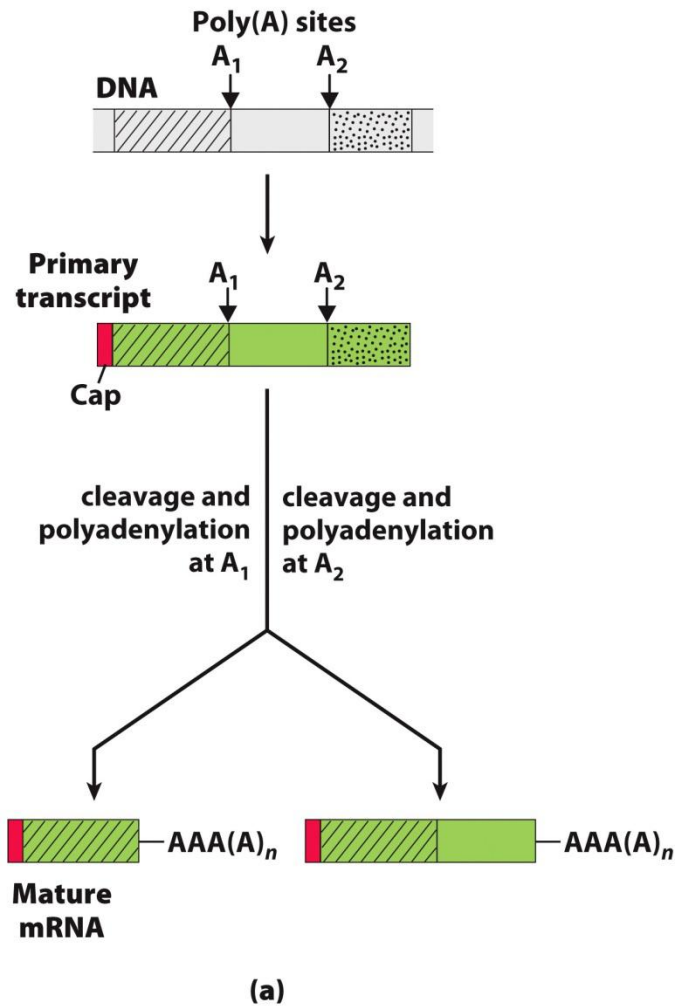 Poly(A) sites
A₁ A₂
DNA
Primary
transcript
A₁ A₂
Cap
cleavage and
polyadenylation
at A₁
cleavage and
polyadenylation
at A₂
AAA(A)ₙ
AAA(A)ₙ
Mature
mRNA
(a)